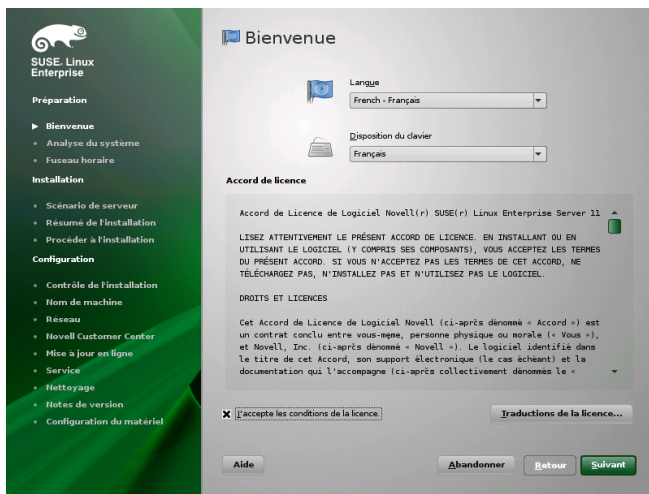 SUSE. Linux
Enterprise
Préparation
Bienvenue
Analyse du système
Fuseau horaire
Installation
Scénario de serveur
Résumé de l'installation
Procéder à l'installation
Configuration
Contrôle de l'installation
Nom de machine
Réseau
Novell Customer Center
Mise à jour en ligne
Service
Nettoyage
Notes de version
Configuration du matériel
Bienvenue
Langue
French - Français
Disposition du clavier
Français
Accord de licence
Accord de Licence de Logiciel Novell(r) SUSE(r) Linux Enterprise Server 11
LISEZ ATTENTIVEMENT LE PRÉSENT ACCORD DE LICENCE. EN INSTALLANT OU EN
UTILISANT LE LOGICIEL (Y COMPRIS SES COMPOSANTS), VOUS ACCEPTEZ LES TERMES
DU PRÉSENT ACCORD. SI VOUS N'ACCEPTEZ PAS LES TERMES DE CET ACCORD, NE
TÉLÉCHARGEZ PAS, N'INSTALLEZ PAS ET N'UTILISEZ PAS LE LOGICIEL.
DROITS ET LICENCES
Cet Accord de Licence de Logiciel Novell (ci-après dénommé « Accord ») est
un contrat conclu entre vous-même, personne physique ou morale (« Vous »),
et Novell, Inc. (ci-après dénommé « Novell »). Le logiciel identifié dans
le titre de cet Accord, son support électronique (le cas échéant) et la
documentation qui l'accompagne (ci-après collectivement dénommés le «
J'accepte les conditions de la licence.
Traductions de la licence...
Aide
Abandonner
Retour
Suivant